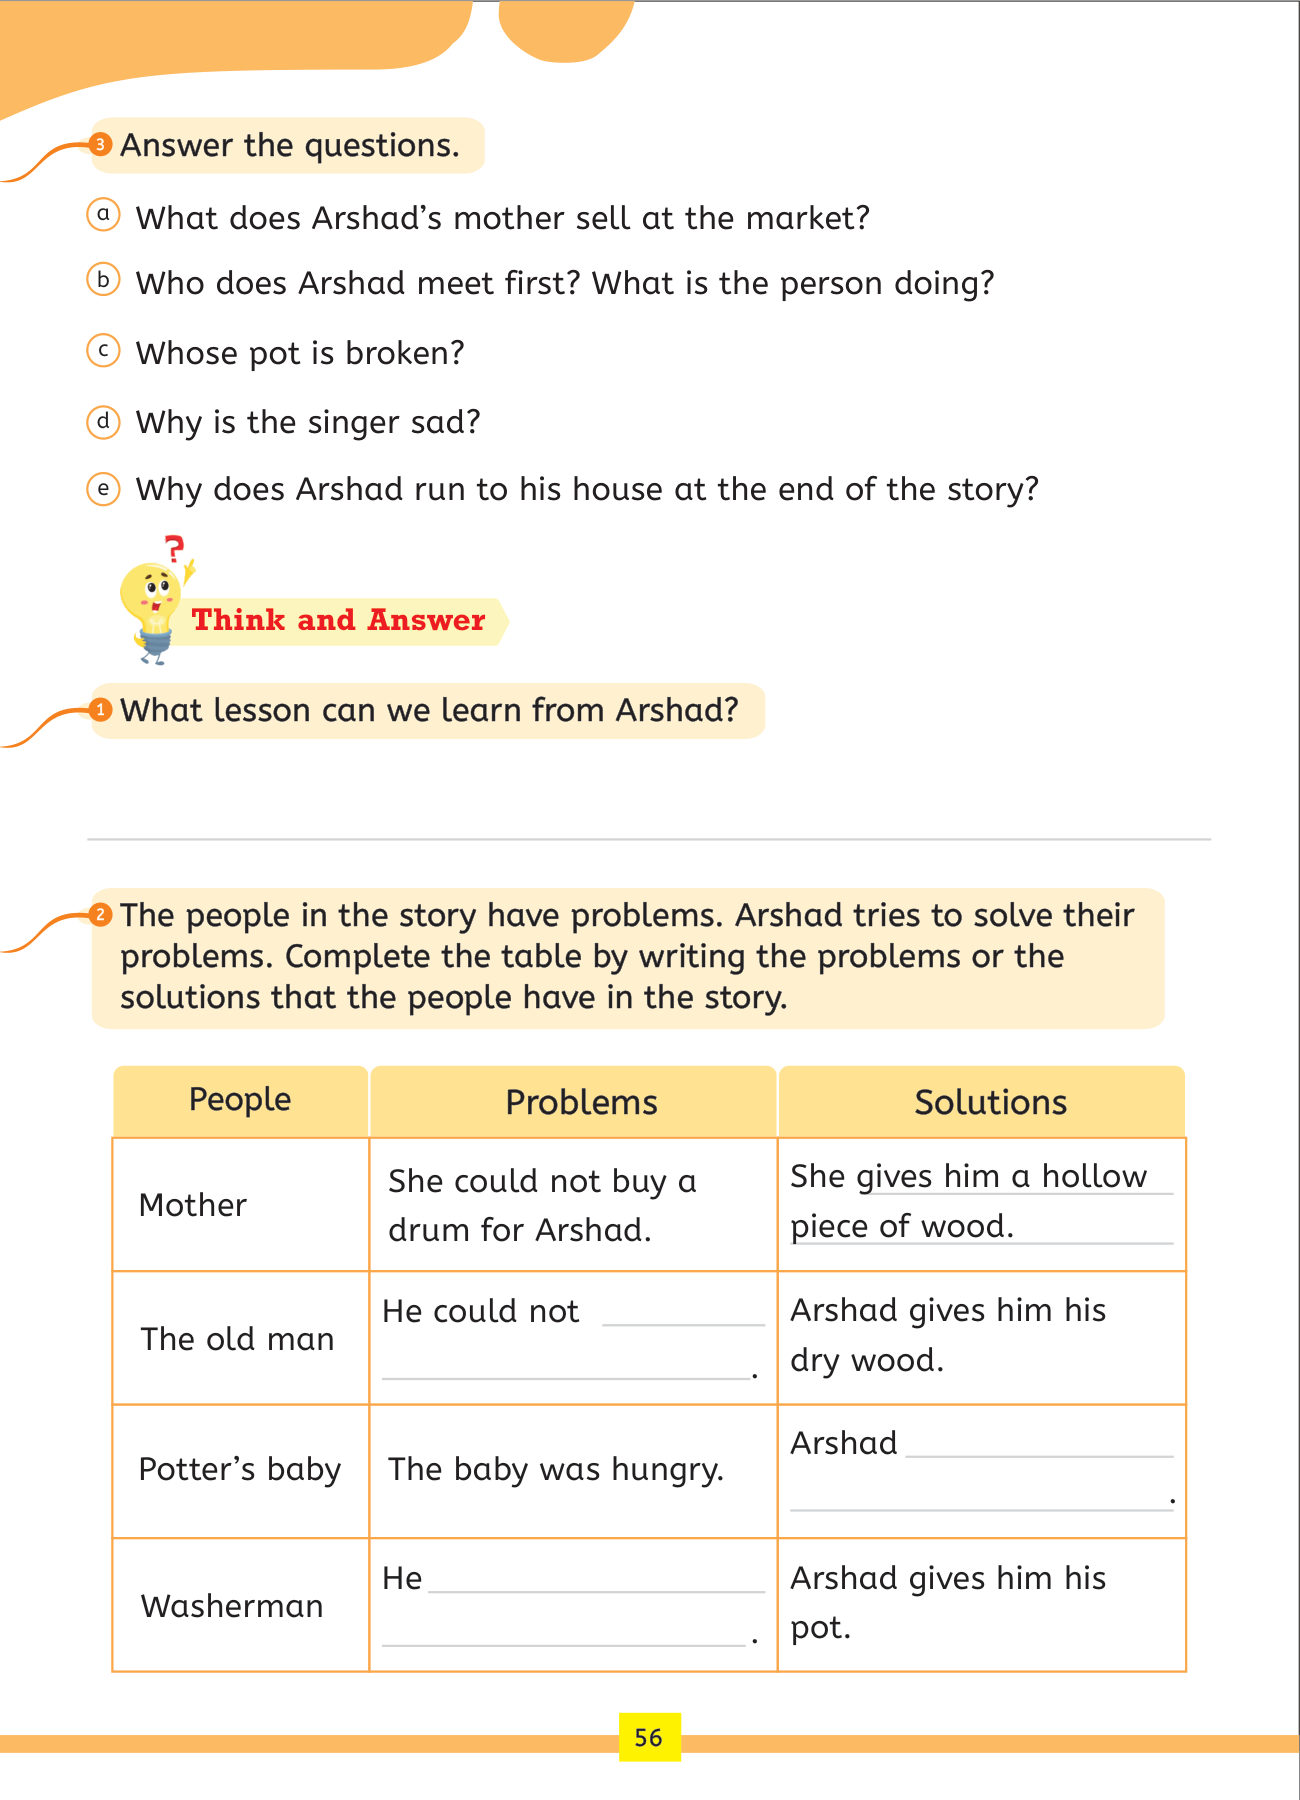 3 Answer the questions.
a What does Arshad's mother sell at the market?
b Who does Arshad meet first? What is the person doing?
c Whose pot is broken?
d Why is the singer sad?
e Why does Arshad run to his house at the end of the story?
?
Think and Answer
1 What lesson can we learn from Arshad?
2 The people in the story have problems. Arshad tries to solve their
problems. Complete the table by writing the problems or the
solutions that the people have in the story.
People Problems Solutions
Mother
She could not buy a
drum for Arshad.
She gives him a hollow
piece of wood.
The old man
He could not
.
Arshad gives him his
dry wood.
Potter's baby
The baby was hungry.
Arshad
.
Washerman
He
.
Arshad gives him his
pot.
56